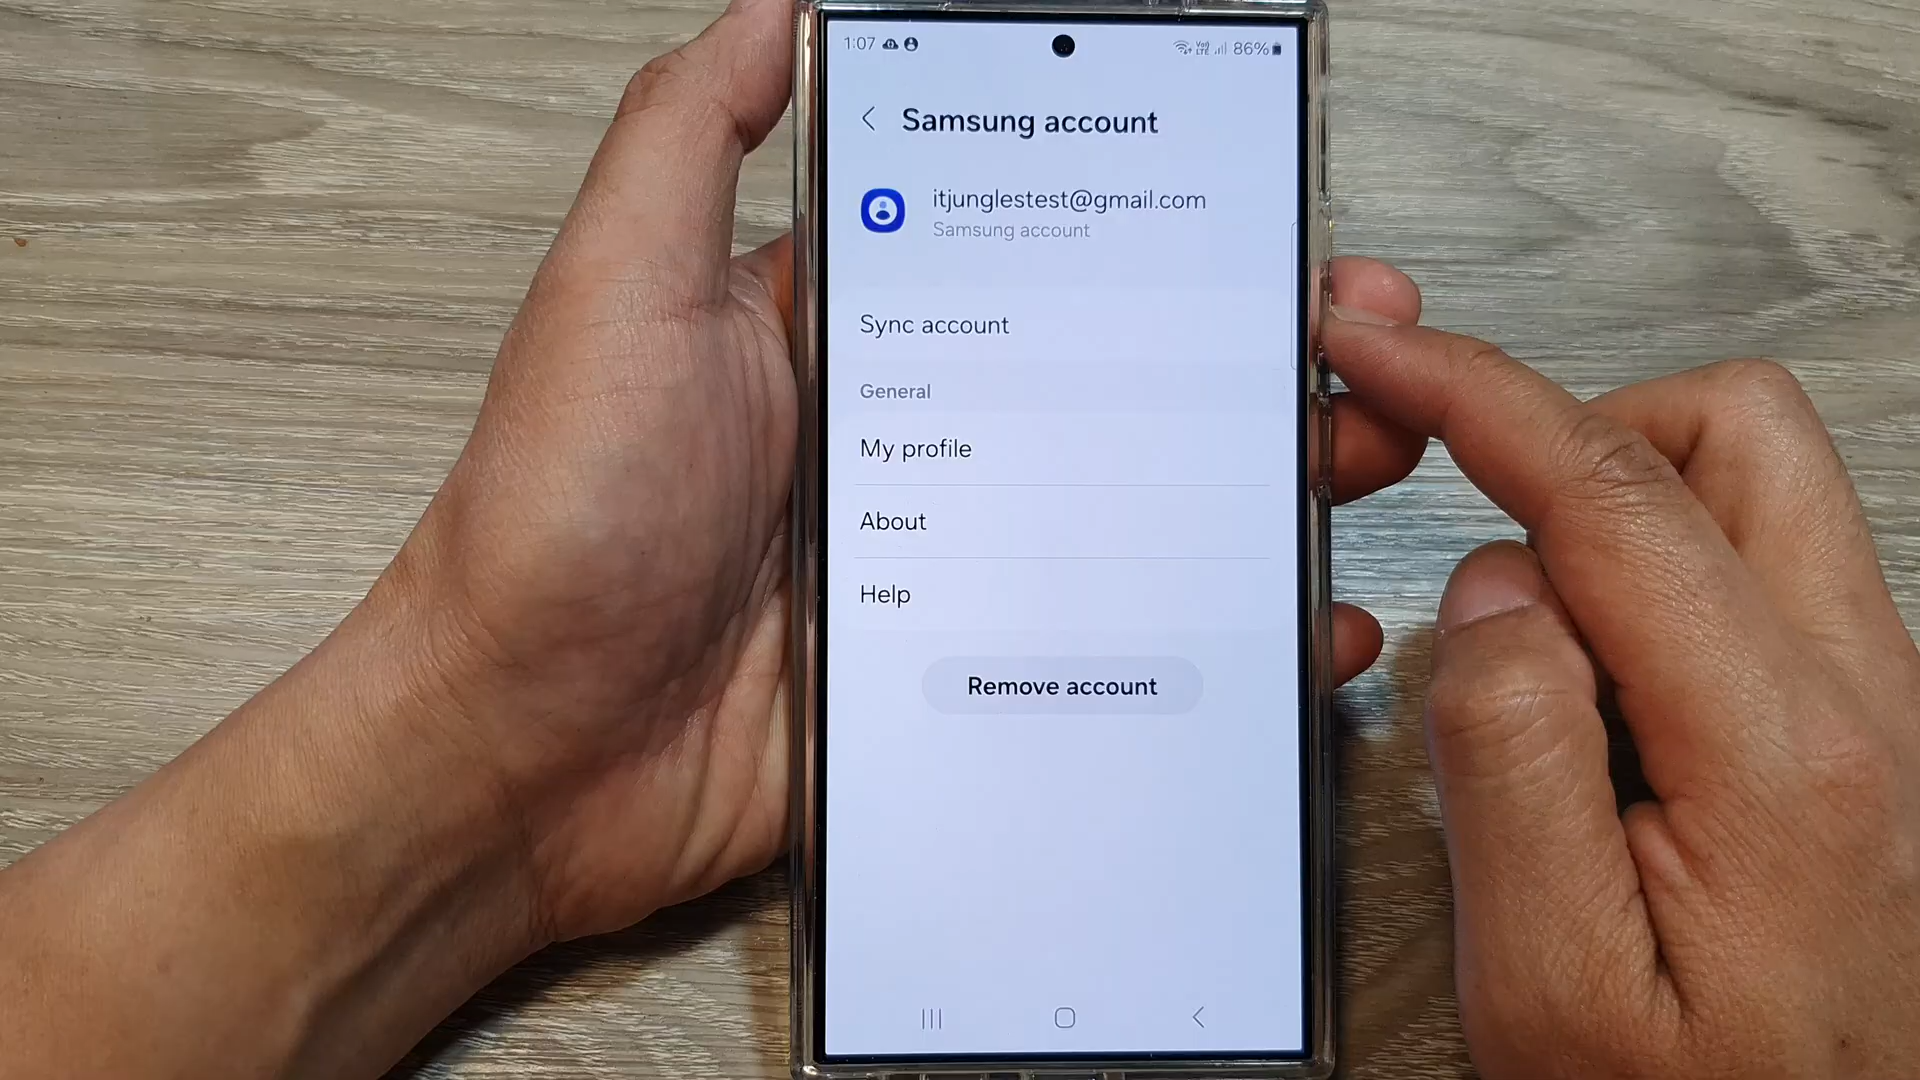 1:07 86%
Samsung account
itjunglestest@gmail.com
Samsung account
Sync account
General
My profile
About
Help
Remove account